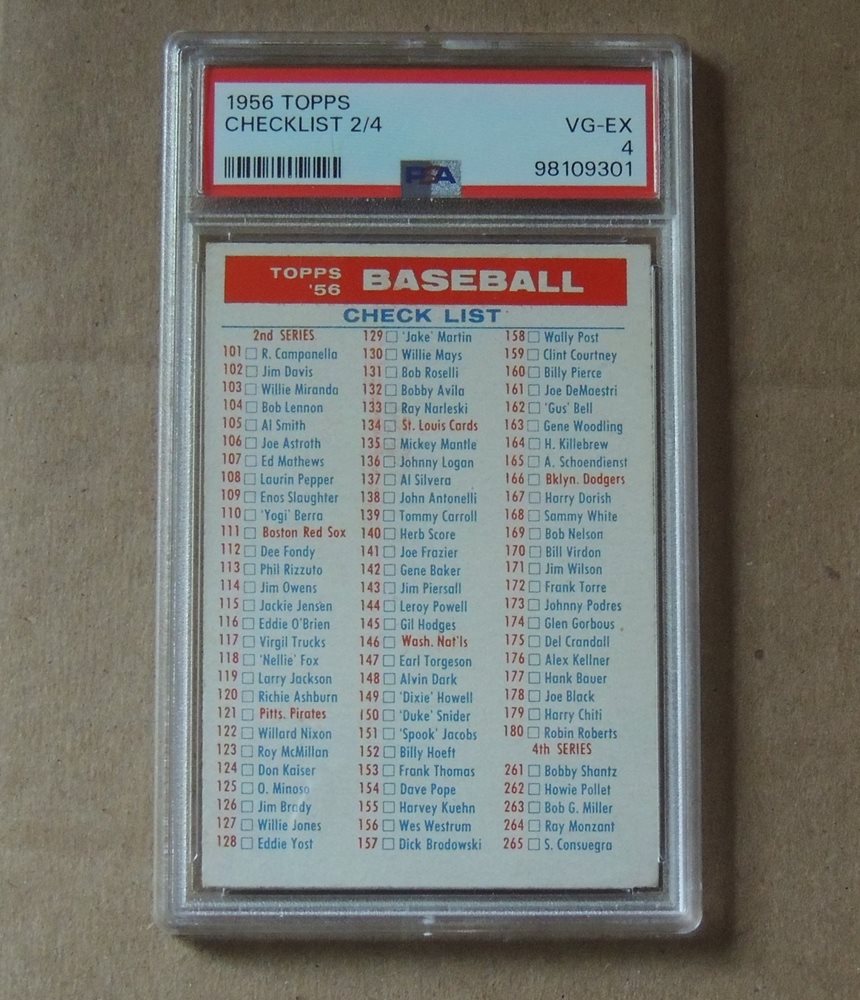 1956 TOPPS
CHECKLIST 2/4
VG-EX
4
98109301
PSA
TOPPS '56 BASEBALL
CHECK LIST
2nd SERIES
101 R. Campanella
102 Jim Davis
103 Willie Miranda
104 Bob Lennon
105 Al Smith
106 Joe Astroth
107 Ed Mathews
108 Laurin Pepper
109 Enos Slaughter
110 'Yogi' Berra
111 Boston Red Sox
112 Dee Fondy
113 Phil Rizzuto
114 Jim Owens
115 Jackie Jensen
116 Eddie O'Brien
117 Virgil Trucks
118 'Nellie' Fox
119 Larry Jackson
120 Richie Ashburn
121 Pitts. Pirates
122 Willard Nixon
123 Roy McMillan
124 Don Kaiser
125 O. Minoso
126 Jim Brady
127 Willie Jones
128 Eddie Yost
129 'Jake' Martin
130 Willie Mays
131 Bob Roselli
132 Bobby Avila
133 Ray Narleski
134 St. Louis Cards
135 Mickey Mantle
136 Johnny Logan
137 Al Silvera
138 John Antonelli
139 Tommy Carroll
140 Herb Score
141 Joe Frazier
142 Gene Baker
143 Jim Piersall
144 Leroy Powell
145 Gil Hodges
146 Wash. Nat'ls
147 Earl Torgeson
148 Alvin Dark
149 'Dixie' Howell
150 'Duke' Snider
151 'Spook' Jacobs
152 Billy Hoeft
153 Frank Thomas
154 Dave Pope
155 Harvey Kuehn
156 Wes Westrum
157 Dick Brodowski
158 Wally Post
159 Clint Courtney
160 Billy Pierce
161 Joe DeMaestri
162 'Gus' Bell
163 Gene Woodling
164 H. Killebrew
165 A. Schoendienst
166 Bklyn. Dodgers
167 Harry Dorish
168 Sammy White
169 Bob Nelson
170 Bill Virdon
171 Jim Wilson
172 Frank Torre
173 Johnny Podres
174 Glen Gorbous
175 Del Crandall
176 Alex Kellner
177 Hank Bauer
178 Joe Black
179 Harry Chiti
180 Robin Roberts
4th SERIES
261 Bobby Shantz
262 Howie Pollet
263 Bob G. Miller
264 Ray Monzant
265 S. Consuegra